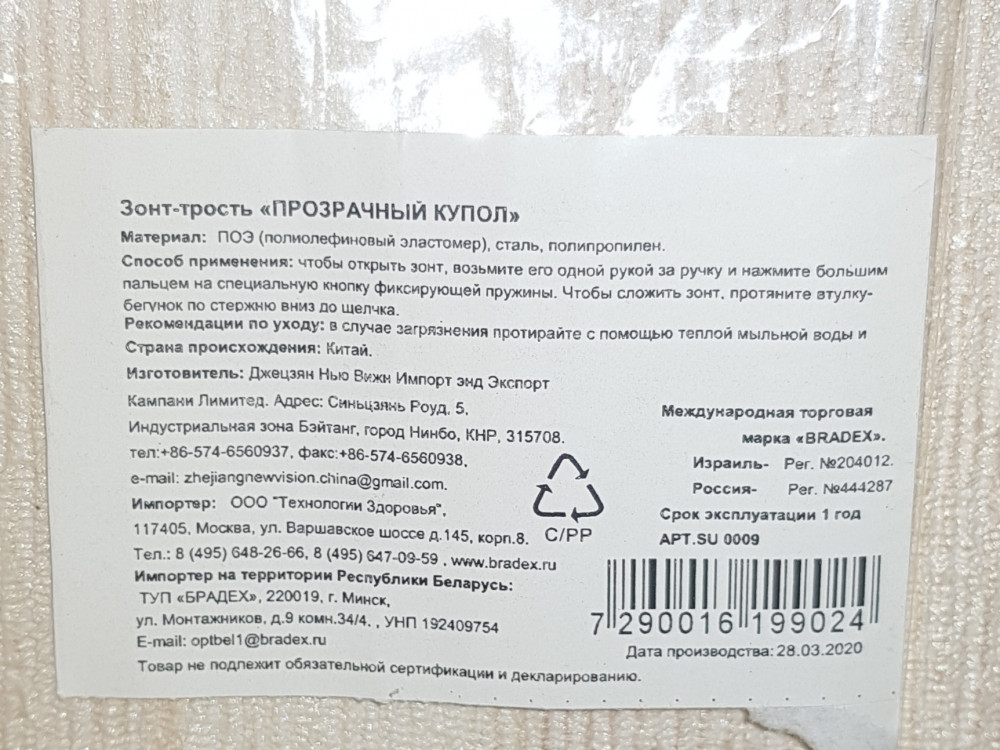 Зонт-трость «ПРОЗРАЧНЫЙ КУПОЛ»
Материал: ПОЭ (полиолефиновый эластомер), сталь, полипропилен.
Способ применения: чтобы открыть зонт, возьмите его одной рукой за ручку и нажмите большим
пальцем на специальную кнопку фиксирующей пружины. Чтобы сложить зонт, протяните втулку-
бегунок по стержню вниз до щелчка.
Рекомендации по уходу: в случае загрязнения протирайте с помощью теплой мыльной воды и
Страна происхождения: Китай.
Изготовитель: Джецзян Нью Вижн Импорт энд Экспорт
Кампани Лимитед. Адрес: Синьцзянь Роуд, 5,
Индустриальная зона Бэйтанг, город Нинбо, КНР, 315708.
тел:+86-574-6560937, факс:+86-574-6560938,
e-mail: zhejiangnewvision.china@gmail.com.
Импортер: ООО "Технологии Здоровья",
117405, Москва, ул. Варшавское шоссе д.145, корп.8.
Тел.: 8 (495) 648-26-66, 8 (495) 647-09-59 , www.bradex.ru
Импортер на территории Республики Беларусь:
ТУП «БРАДЕХ», 220019, г. Минск,
ул. Монтажников, д.9 комн.34/4. , УНП 192409754
E-mail: optbel1@bradex.ru
Товар не подлежит обязательной сертификации и декларированию.
C/PP
Международная торговая
марка «BRADEX».
Израиль- Рег. №204012.
Россия- Рег. №444287
Срок эксплуатации 1 год
АРТ.SU 0009
7 290016 199024
Дата производства: 28.03.2020